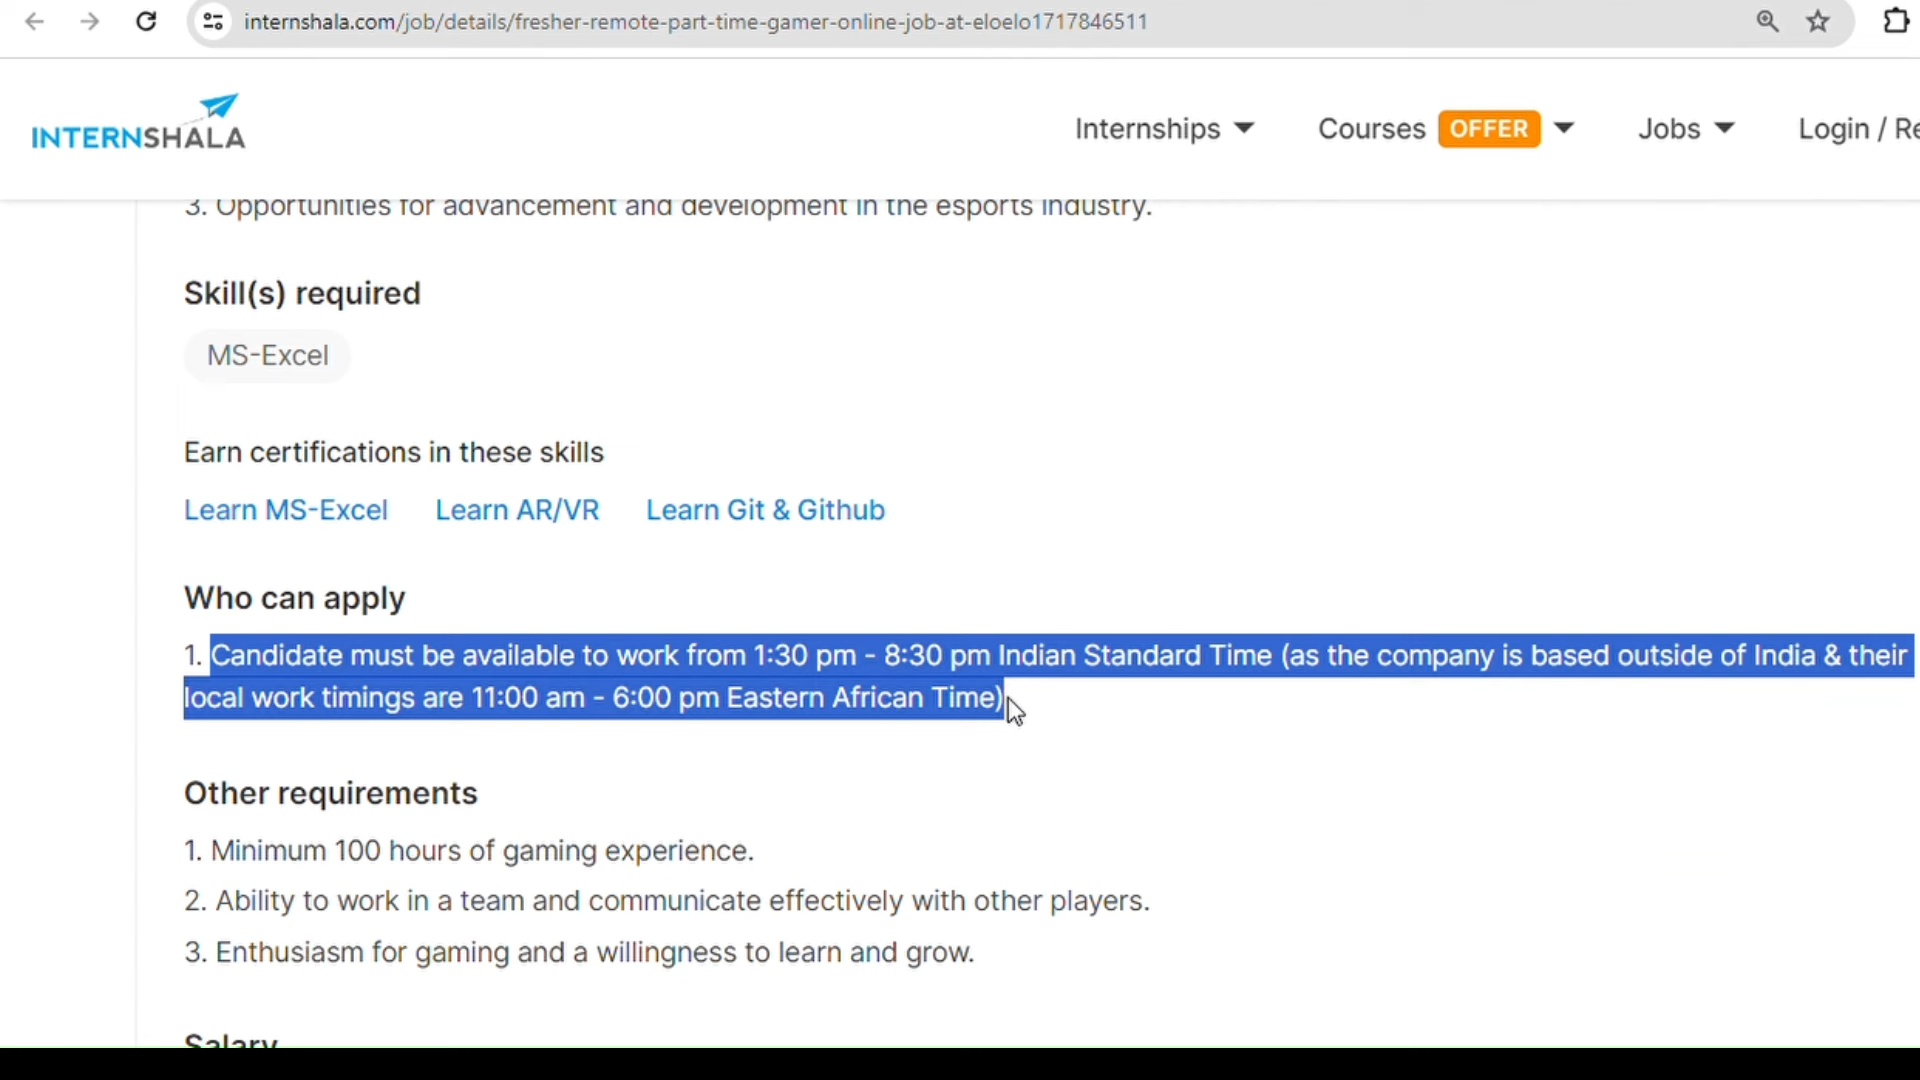 internshala.com/job/details/fresher-remote-part-time-gamer-online-job-at-eloelo1717846511
INTERNSHALA
Internships
Courses OFFER
Jobs
Login / Re
3. Opportunities for advancement and development in the esports industry.
Skill(s) required
MS-Excel
Earn certifications in these skills
Learn MS-Excel Learn AR/VR Learn Git & Github
Who can apply
1. Candidate must be available to work from 1:30 pm - 8:30 pm Indian Standard Time (as the company is based outside of India & their
local work timings are 11:00 am - 6:00 pm Eastern African Time)
Other requirements
1. Minimum 100 hours of gaming experience.
2. Ability to work in a team and communicate effectively with other players.
3. Enthusiasm for gaming and a willingness to learn and grow.
Salary